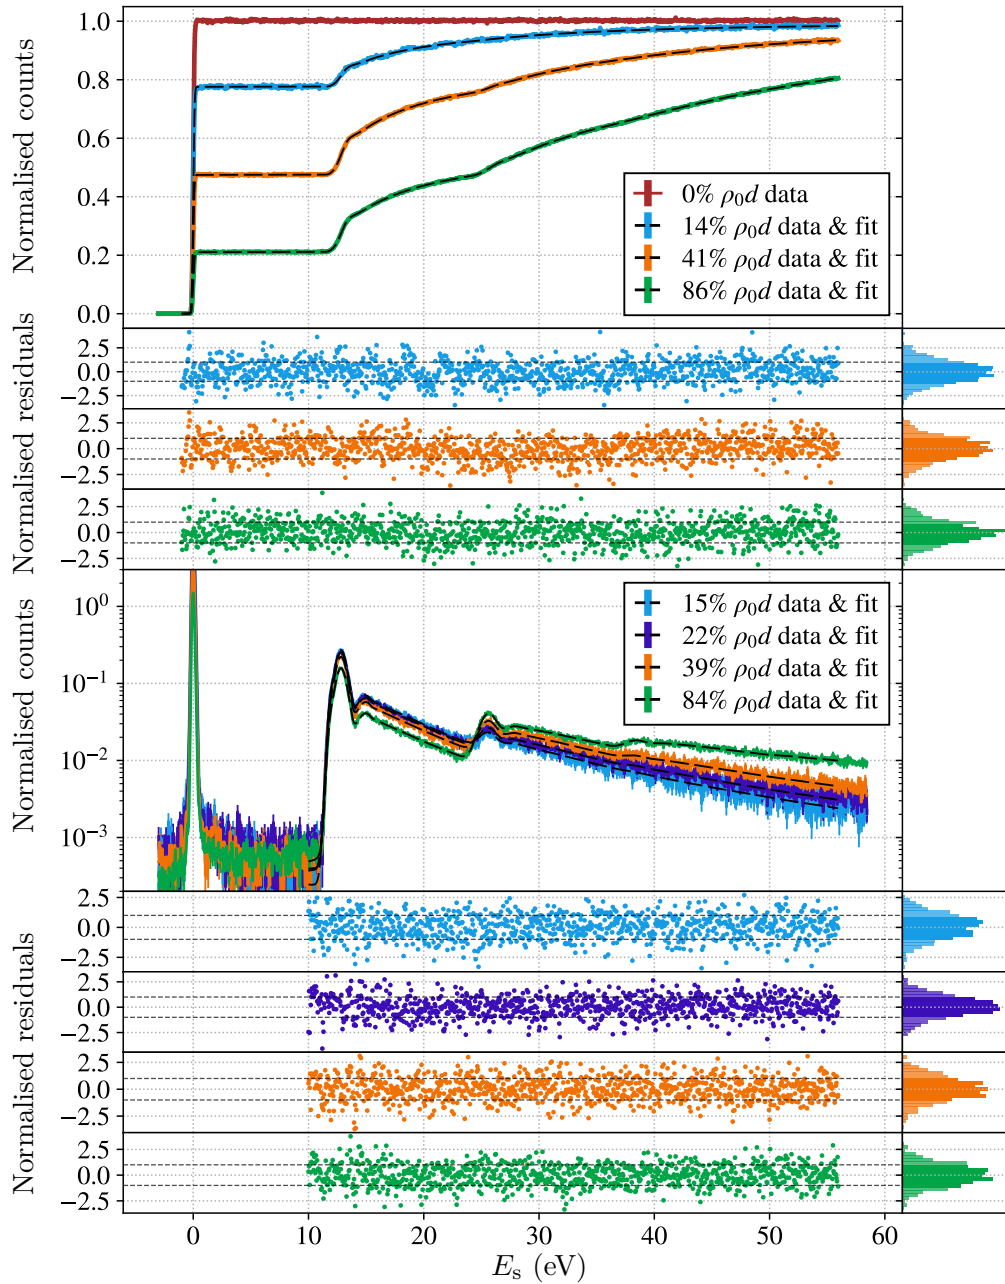 Normalised counts
1.0
0.8
0.6
0.4
0.2
0.0
0% ρ₀d data
14% ρ₀d data & fit
41% ρ₀d data & fit
86% ρ₀d data & fit
Normalised residuals
2.5
0.0
−2.5
2.5
0.0
−2.5
2.5
0.0
−2.5
Normalised counts
10⁰
10⁻¹
10⁻²
10⁻³
15% ρ₀d data & fit
22% ρ₀d data & fit
39% ρ₀d data & fit
84% ρ₀d data & fit
Normalised residuals
2.5
0.0
−2.5
2.5
0.0
−2.5
2.5
0.0
−2.5
2.5
0.0
−2.5
0 10 20 30 40 50 60
Eₛ (eV)